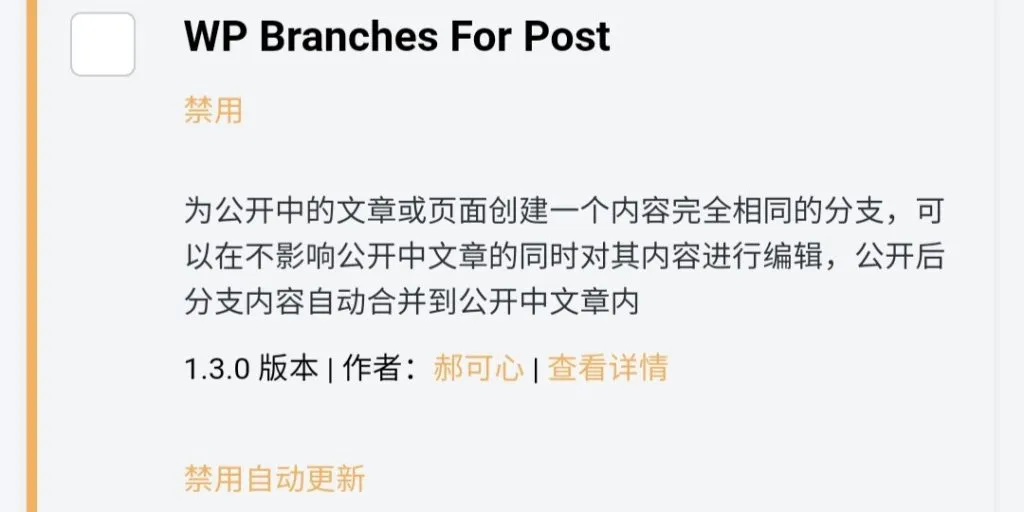 WP Branches For Post
禁用
为公开中的文章或页面创建一个内容完全相同的分支，可
以在不影响公开中文章的同时对其内容进行编辑，公开后
分支内容自动合并到公开中文章内
1.3.0 版本 | 作者：郝可心 | 查看详情
禁用自动更新